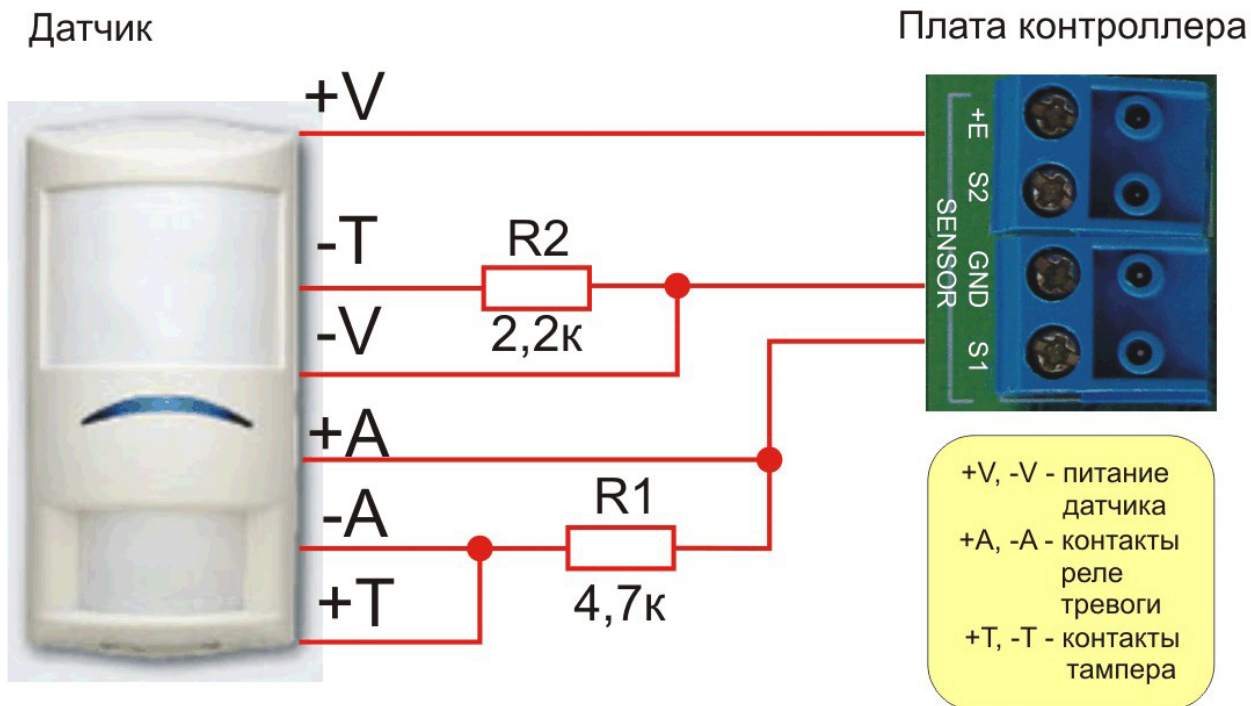 Датчик
Плата контроллера
+V
-T
R2
2,2к
-V
+A
-A
R1
4,7к
+T
+E
S2
GND
S1
SENSOR
+V, -V - питание
датчика
+A, -A - контакты
реле
тревоги
+T, -T - контакты
тампера